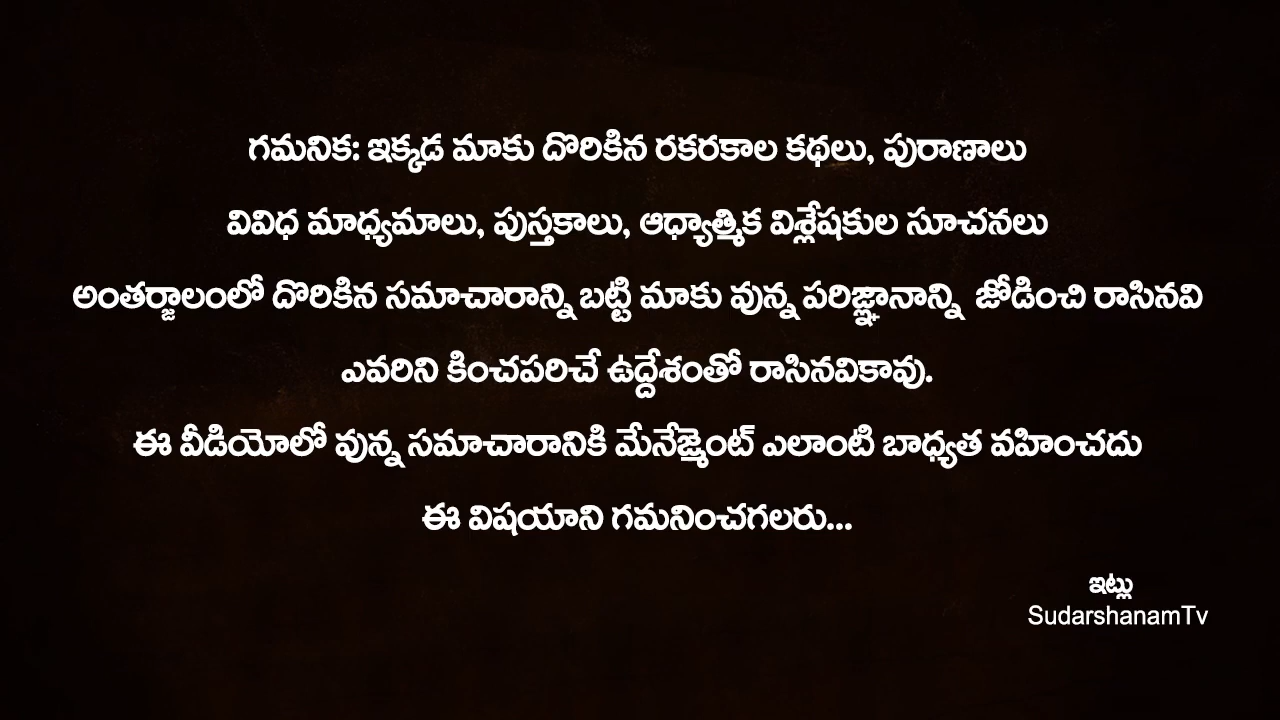 గమనిక: ఇక్కడ మాకు దొరికిన రకరకాల కథలు, పురాణాలు
వివిధ మాధ్యమాలు, పుస్తకాలు, ఆధ్యాత్మిక విశ్లేషకుల సూచనలు
అంతర్జాలంలో దొరికిన సమాచారాన్ని బట్టి మాకు వున్న పరిజ్ఞానాన్ని జోడించి రాసినవి
ఎవరిని కించపరిచే ఉద్దేశంతో రాసినవికావు.
ఈ వీడియోలో వున్న సమాచారానికి మేనేజ్మెంట్ ఎలాంటి బాధ్యత వహించదు
ఈ విషయాని గమనించగలరు...
ఇట్లు
SudarshanamTv